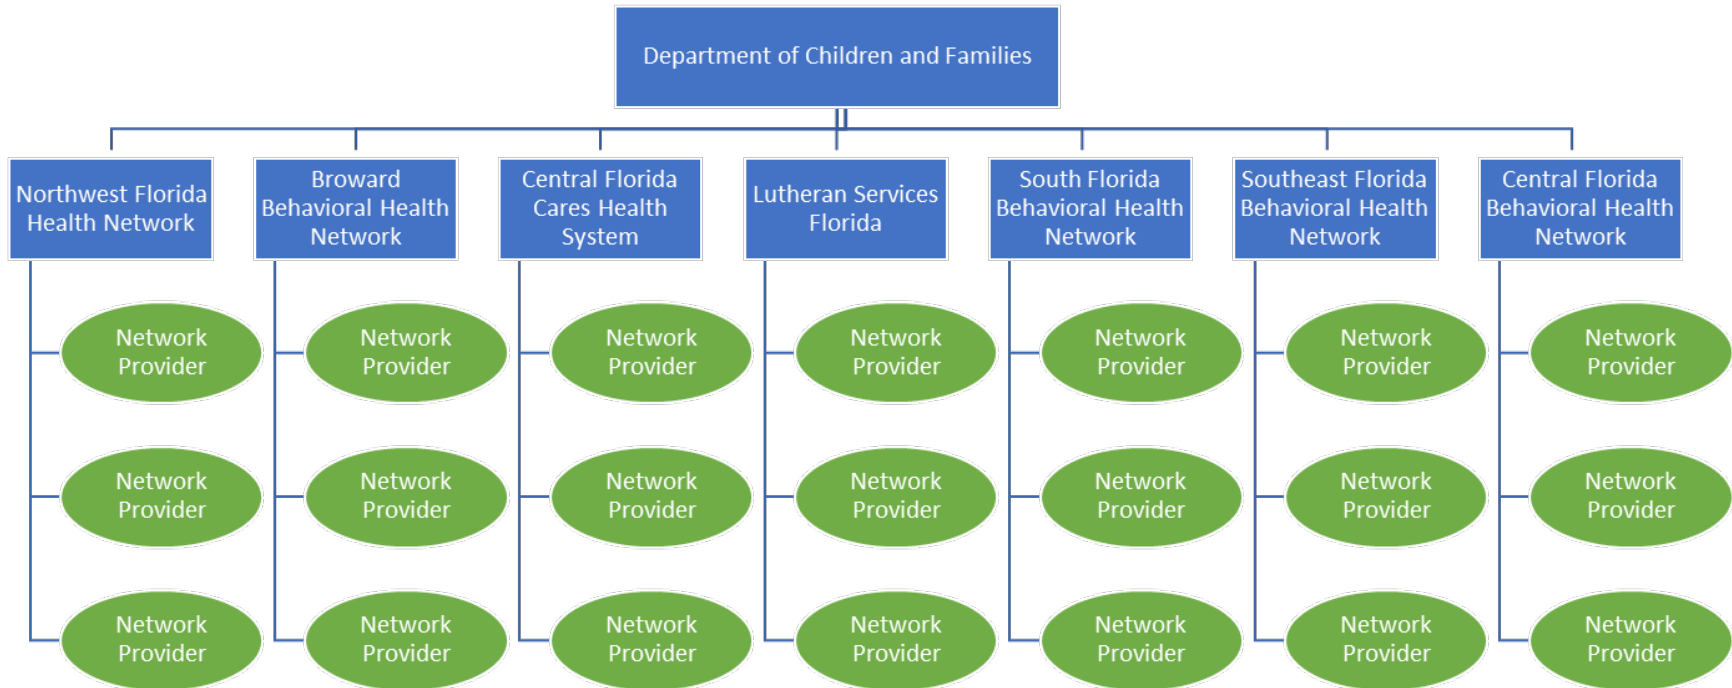 Department of Children and Families
Northwest Florida
Health Network
Broward
Behavioral Health
Network
Central Florida
Cares Health
System
Lutheran Services
Florida
South Florida
Behavioral Health
Network
Southeast Florida
Behavioral Health
Network
Central Florida
Behavioral Health
Network
Network
Provider
Network
Provider
Network
Provider
Network
Provider
Network
Provider
Network
Provider
Network
Provider
Network
Provider
Network
Provider
Network
Provider
Network
Provider
Network
Provider
Network
Provider
Network
Provider
Network
Provider
Network
Provider
Network
Provider
Network
Provider
Network
Provider
Network
Provider
Network
Provider